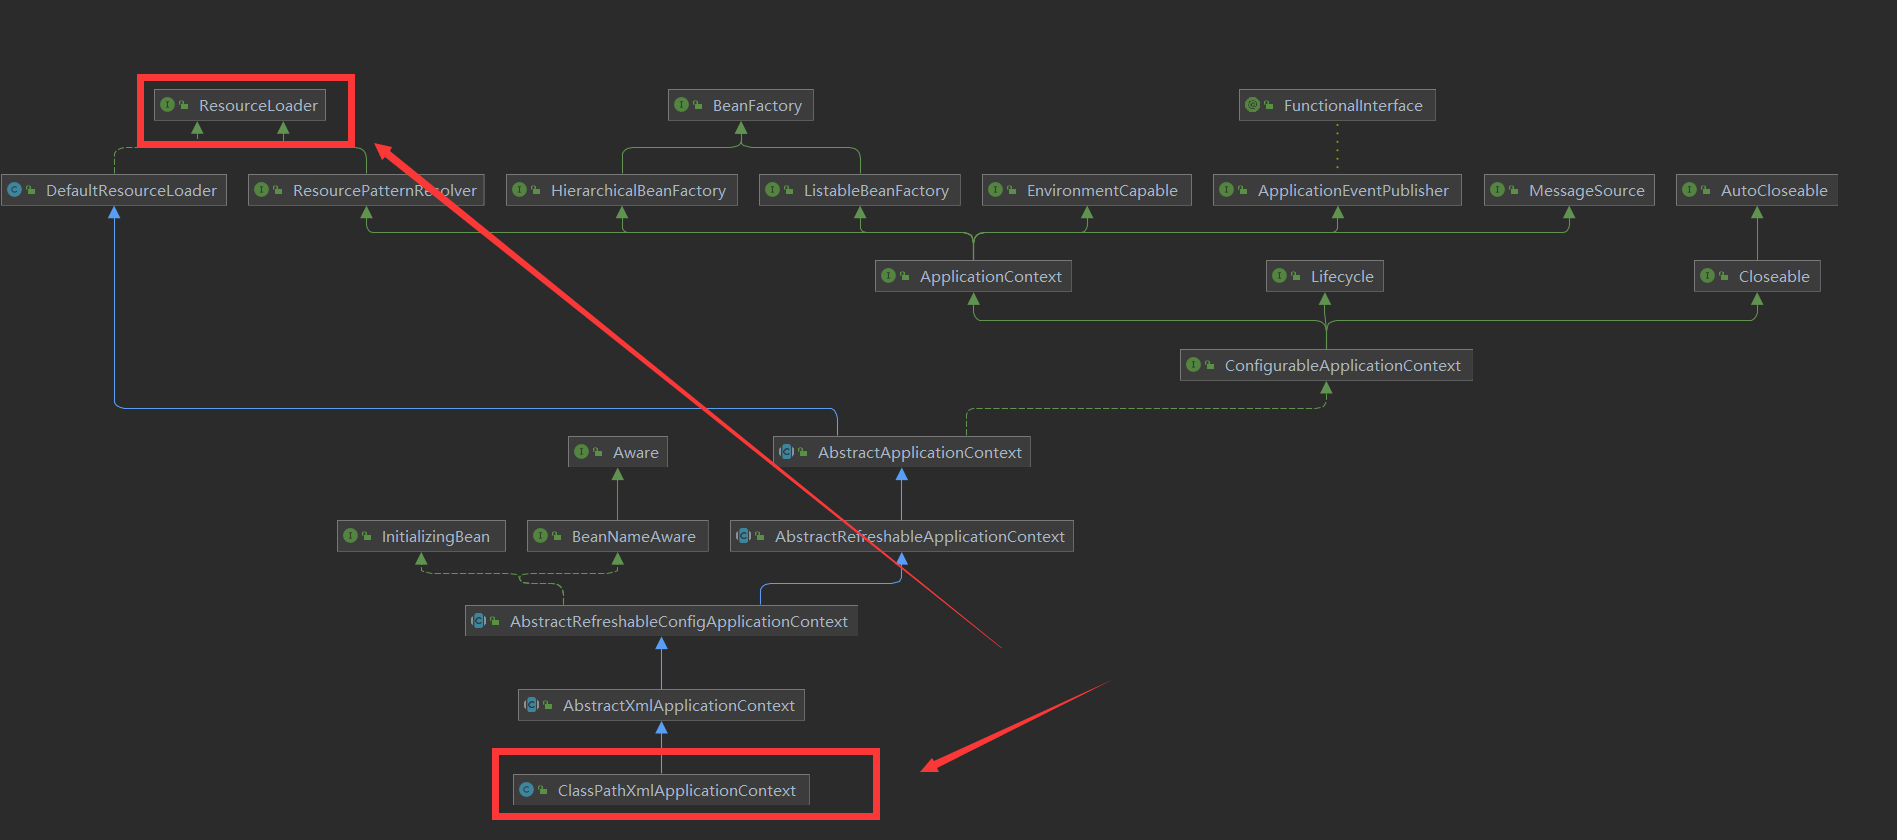 ResourceLoader
BeanFactory
FunctionalInterface
DefaultResourceLoader
ResourcePatternResolver
HierarchicalBeanFactory
ListableBeanFactory
EnvironmentCapable
ApplicationEventPublisher
MessageSource
AutoCloseable
ApplicationContext
Lifecycle
Closeable
ConfigurableApplicationContext
Aware
AbstractApplicationContext
InitializingBean
BeanNameAware
AbstractRefreshableApplicationContext
AbstractRefreshableConfigApplicationContext
AbstractXmlApplicationContext
ClassPathXmlApplicationContext